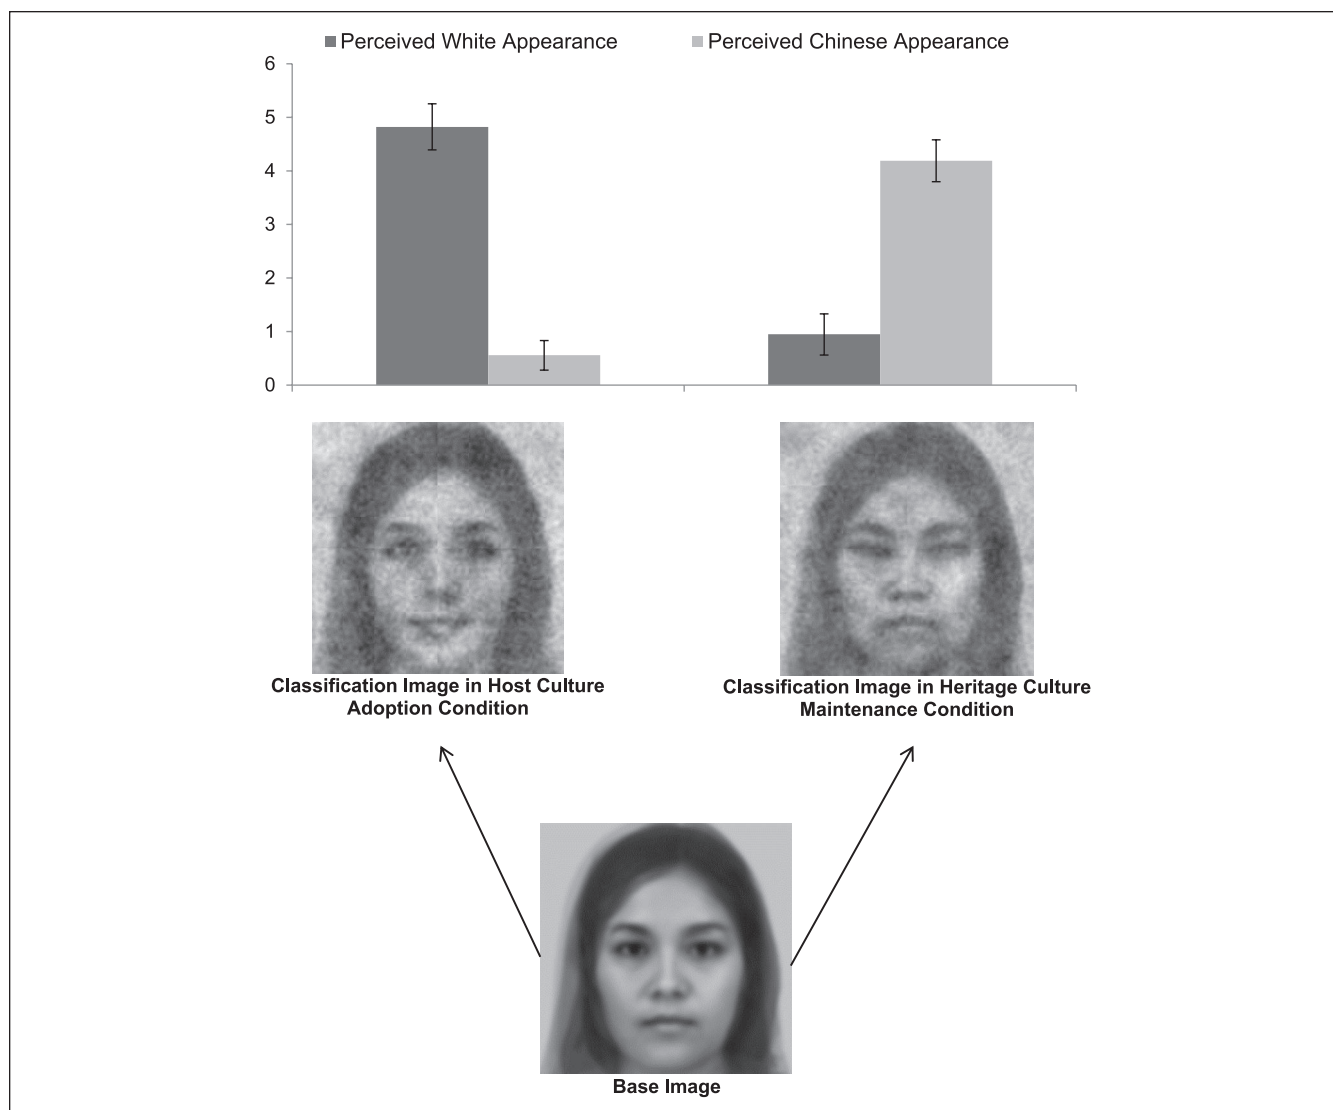 Perceived White Appearance Perceived Chinese Appearance
6
5
4
3
2
1
0
Classification Image in Host Culture
Adoption Condition
Classification Image in Heritage Culture
Maintenance Condition
Base Image